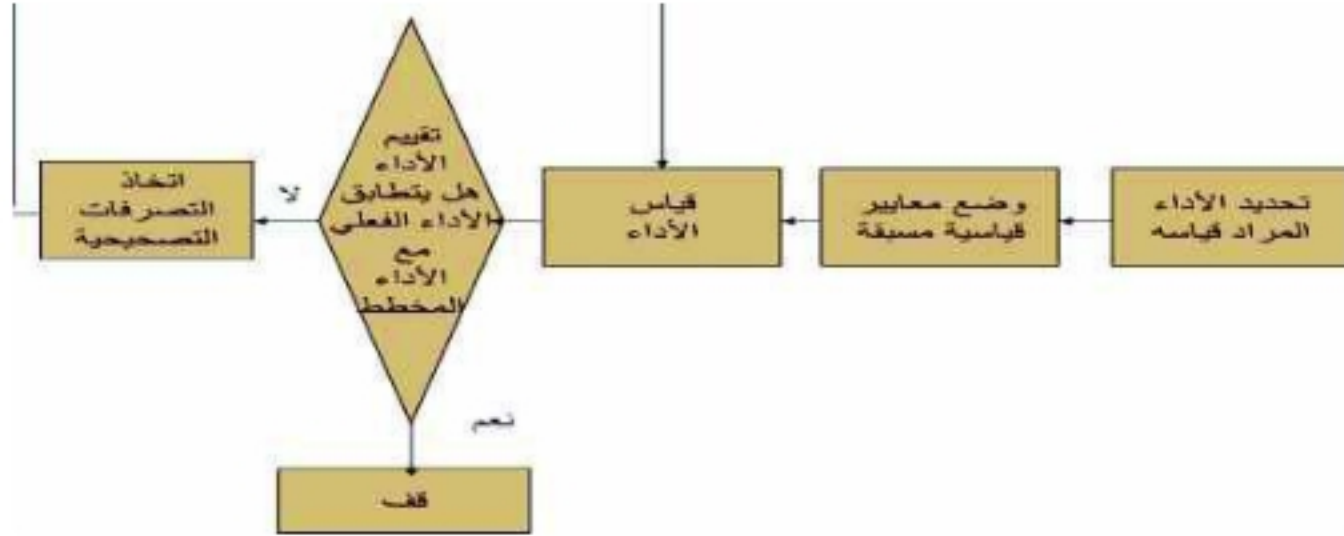 تحديد الأداء
المراد قياسه
وضع معايير
قياسية مسبقة
قياس
الأداء
تقييم
الأداء
هل يتطابق
الأداء الفعلى
مع
الأداء
المخطط
لا
اتخاذ
التصرفات
التصحيحية
نعم
قف